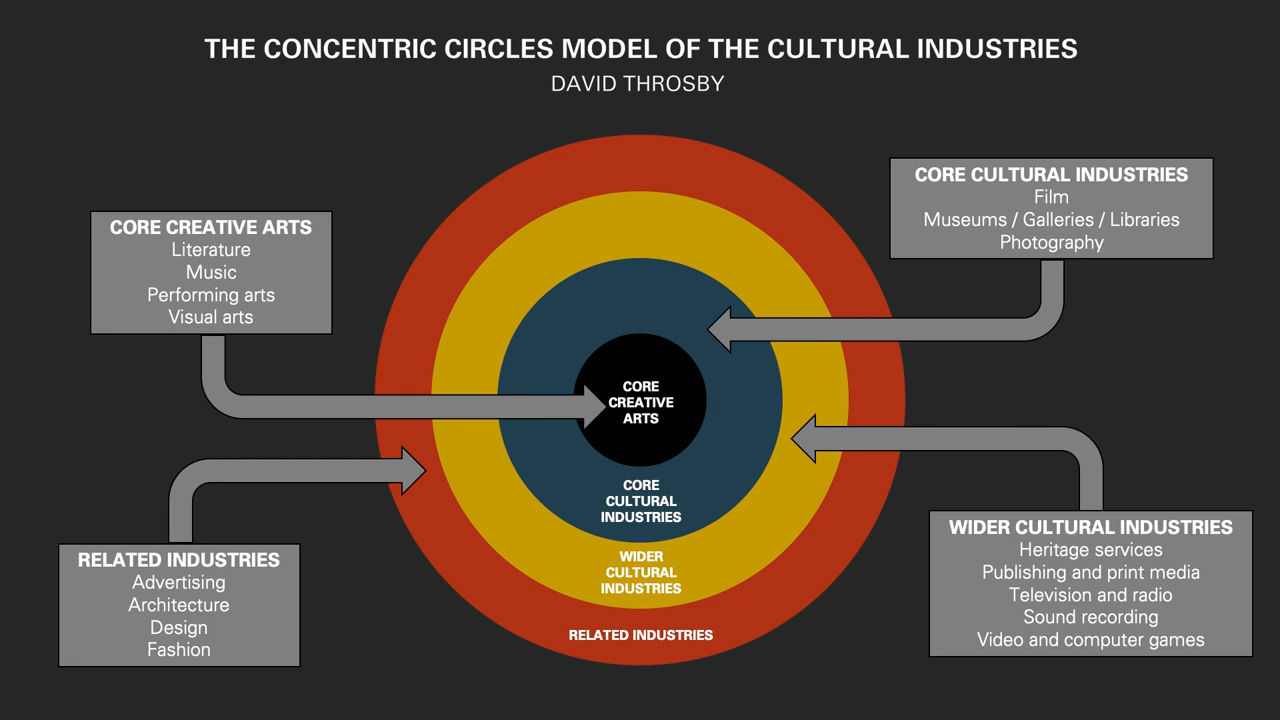 THE CONCENTRIC CIRCLES MODEL OF THE CULTURAL INDUSTRIES
DAVID THROSBY
CORE CREATIVE ARTS
Literature
Music
Performing arts
Visual arts
CORE CULTURAL INDUSTRIES
Film
Museums / Galleries / Libraries
Photography
CORE
CREATIVE
ARTS
CORE
CULTURAL
INDUSTRIES
WIDER
CULTURAL
INDUSTRIES
RELATED INDUSTRIES
RELATED INDUSTRIES
Advertising
Architecture
Design
Fashion
WIDER CULTURAL INDUSTRIES
Heritage services
Publishing and print media
Television and radio
Sound recording
Video and computer games